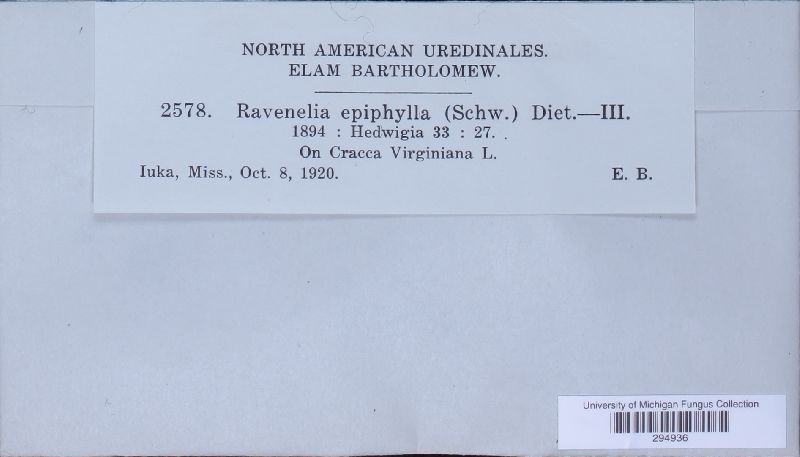 NORTH AMERICAN UREDINALES.
ELAM BARTHOLOMEW.
2578. Ravenelia epiphylla (Schw.) Diet.—III.
1894 : Hedwigia 33 : 27.
On Cracca Virginiana L.
Iuka, Miss., Oct. 8, 1920. E. B.
University of Michigan Fungus Collection
294936